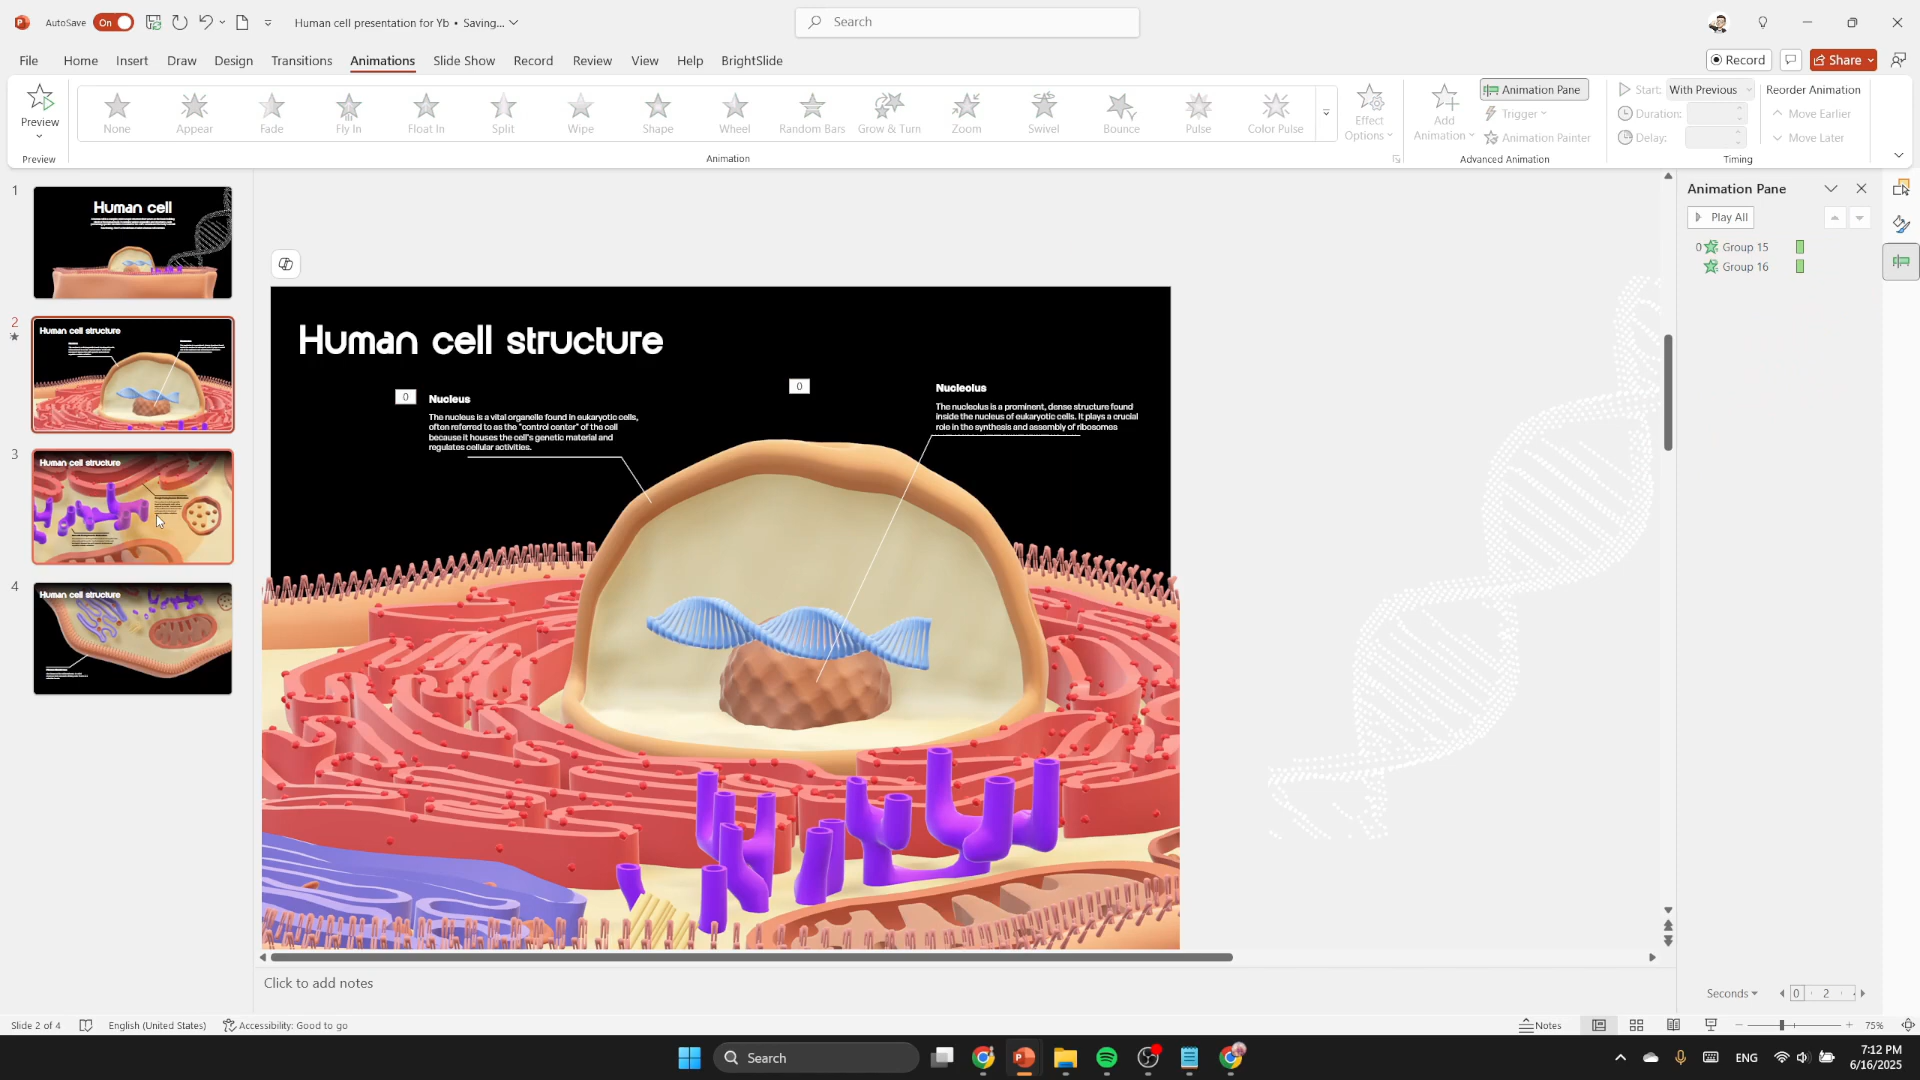 AutoSave
On
Human cell presentation for Yb • Saving...
Search
File
Home
Insert
Draw
Design
Transitions
Animations
Slide Show
Record
Review
View
Help
BrightSlide
Record
Share
Preview
Preview
None
Appear
Fade
Fly In
Float In
Split
Wipe
Shape
Wheel
Random Bars
Grow & Turn
Zoom
Swivel
Bounce
Pulse
Color Pulse
Animation
Effect
Options
Add
Animation
Animation Pane
Trigger
Animation Painter
Advanced Animation
Start:
With Previous
Duration:
Delay:
Timing
Reorder Animation
Move Earlier
Move Later
1
Human cell
2
Human cell structure
3
Human cell structure
4
Human cell structure
Human cell structure
0
Nucleus
The nucleus is a vital organelle found in eukaryotic cells,
often referred to as the "control center" of the cell
because it houses the cell's genetic material and
regulates cellular activities.
0
Nucleolus
The nucleolus is a prominent, dense structure found
inside the nucleus of eukaryotic cells. It plays a crucial
role in the synthesis and assembly of ribosomes
Animation Pane
Play All
0
Group 15
Group 16
Seconds
0
2
Click to add notes
Slide 2 of 4
English (United States)
Accessibility: Good to go
Notes
75%
Search
ENG
7:12 PM
6/16/2025